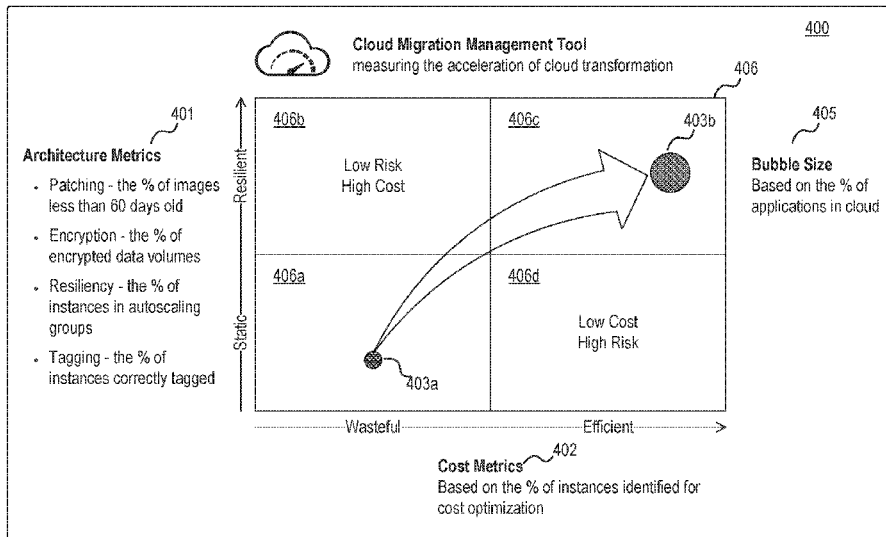 400
Cloud Migration Management Tool
measuring the acceleration of cloud transformation
406
401
Architecture Metrics
• Patching - the % of images
less than 60 days old
• Encryption - the % of
encrypted data volumes
• Resiliency - the % of
instances in autoscaling
groups
• Tagging - the % of
instances correctly tagged
Resilient
Static
406b
Low Risk
High Cost
406c
403b
406a
403a
406d
Low Cost
High Risk
405
Bubble Size
Based on the % of
applications in cloud
Wasteful
Efficient
402
Cost Metrics
Based on the % of instances identified for
cost optimization